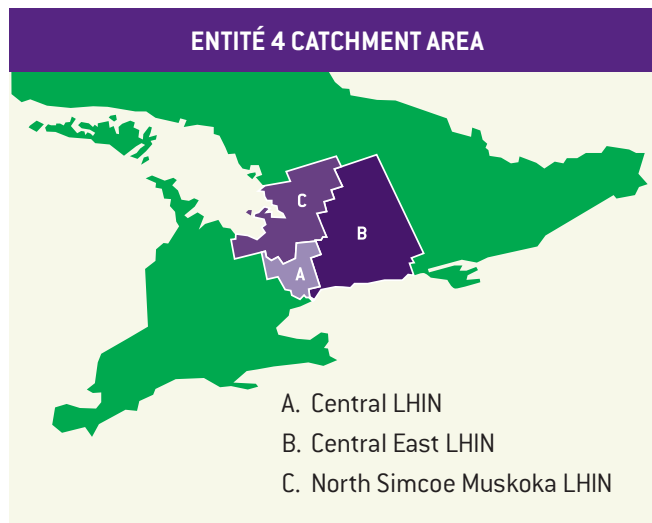 ENTITÉ 4 CATCHMENT AREA
C
B
A
A. Central LHIN
B. Central East LHIN
C. North Simcoe Muskoka LHIN